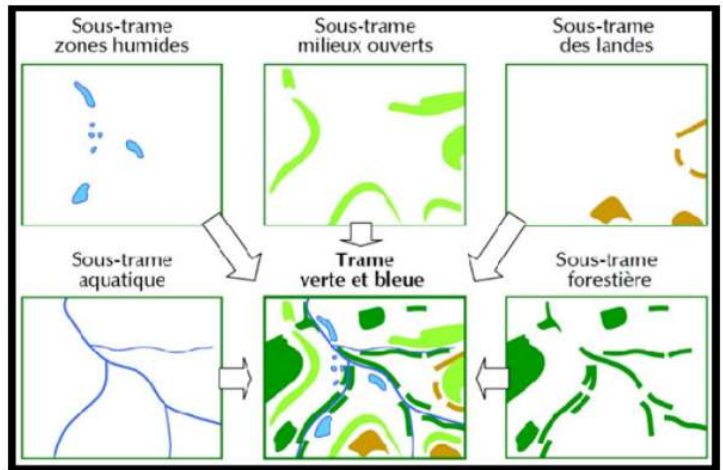 Sous-trame
zones humides
Sous-trame
milieux ouverts
Sous-trame
des landes
Sous-trame
aquatique
Trame
verte et bleue
Sous-trame
forestière